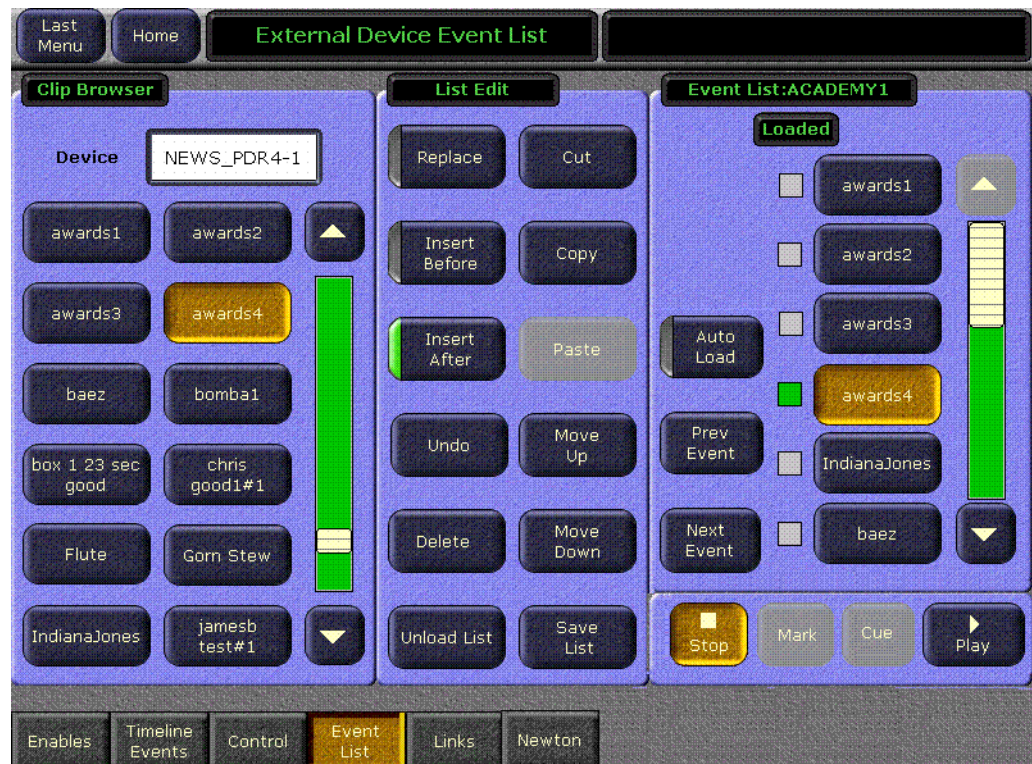 Last
Menu
Home
External Device Event List
Clip Browser
Device
NEWS_PDR4-1
awards1
awards2
awards3
awards4
baez
bomba1
box 1 23 sec
good
chris
good1#1
Flute
Gorn Stew
IndianaJones
jamesb
test#1
List Edit
Replace
Cut
Insert
Before
Copy
Insert
After
Paste
Undo
Move
Up
Delete
Move
Down
Unload List
Save
List
Event List:ACADEMY1
Loaded
awards1
awards2
awards3
Auto
Load
awards4
Prev
Event
IndianaJones
Next
Event
baez
Stop
Mark
Cue
Play
Enables
Timeline
Events
Control
Event
List
Links
Newton